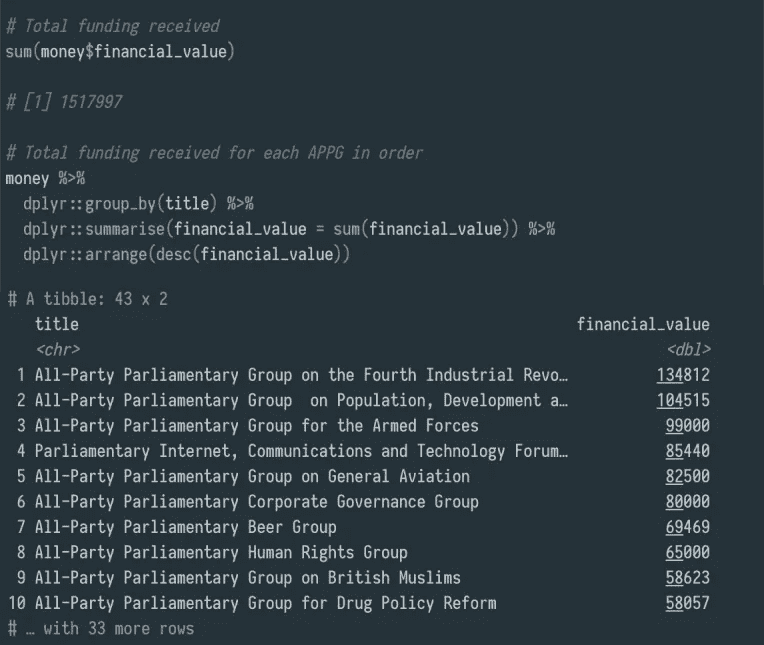 # Total funding received
sum(money$financial_value)
# [1] 1517997
# Total funding received for each APPG in order
money %>%
dplyr::group_by(title) %>%
dplyr::summarise(financial_value = sum(financial_value)) %>%
dplyr::arrange(desc(financial_value))
# A tibble: 43 x 2
title financial_value
<chr> <dbl>
1 All-Party Parliamentary Group on the Fourth Industrial Revo… 134812
2 All-Party Parliamentary Group  on Population, Development a… 104515
3 All-Party Parliamentary Group for the Armed Forces 99000
4 Parliamentary Internet, Communications and Technology Forum… 85440
5 All-Party Parliamentary Group on General Aviation 82500
6 All-Party Parliamentary Corporate Governance Group 80000
7 All-Party Parliamentary Beer Group 69469
8 All-Party Parliamentary Human Rights Group 65000
9 All-Party Parliamentary Group on British Muslims 58623
10 All-Party Parliamentary Group for Drug Policy Reform 58057
# … with 33 more rows